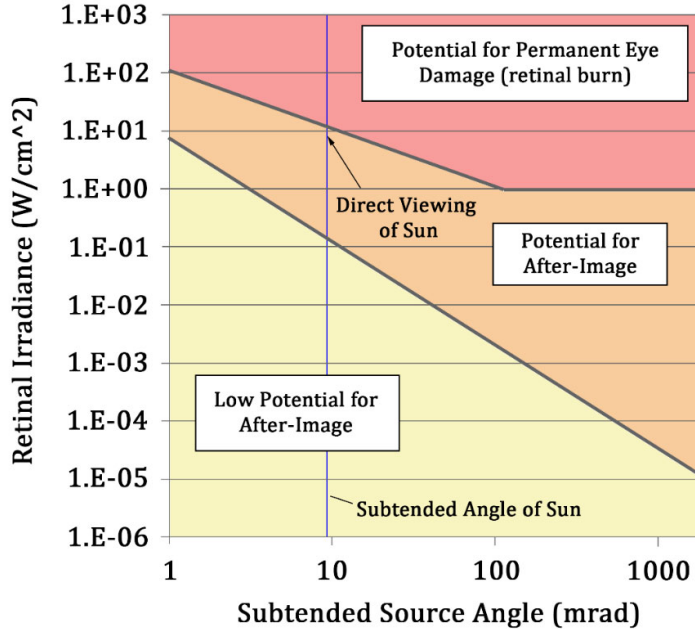 Retinal Irradiance (W/cm^2)
1.E+03
1.E+02
1.E+01
1.E+00
1.E-01
1.E-02
1.E-03
1.E-04
1.E-05
1.E-06
Potential for Permanent Eye
Damage (retinal burn)
Direct Viewing
of Sun
Potential for
After-Image
Low Potential for
After-Image
Subtended Angle of Sun
1
10
100
1000
Subtended Source Angle (mrad)